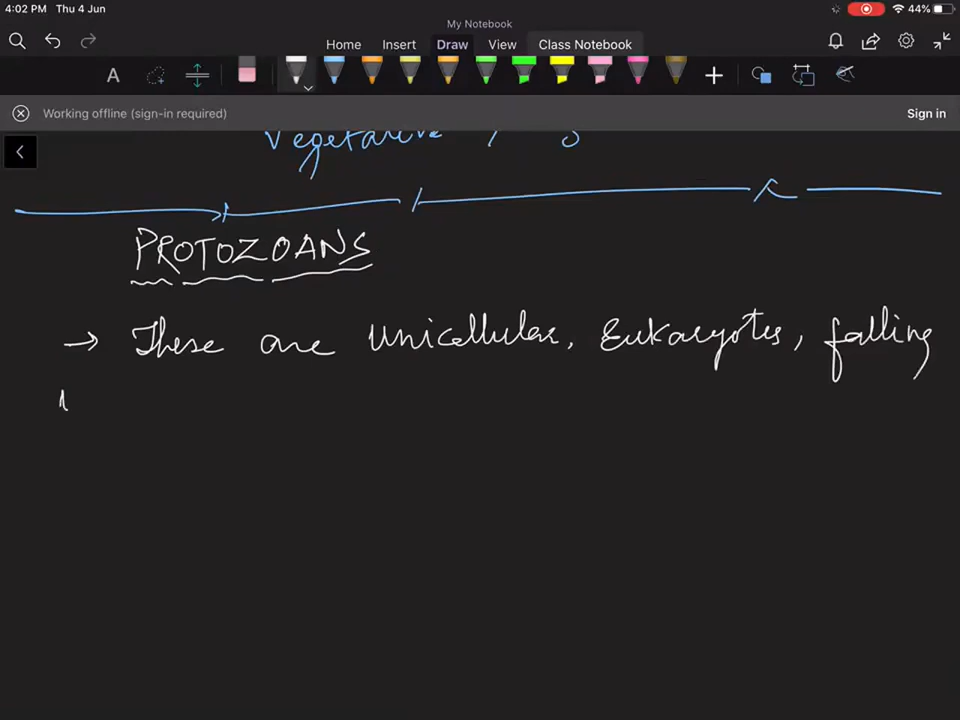 4:02 PM Thu 4 Jun 44%
My Notebook
Home Insert Draw View Class Notebook
A
Working offline (sign-in required) Sign in
Vegetative
PROTOZOANS
→ These are Unicellular, Eukaryotes, falling